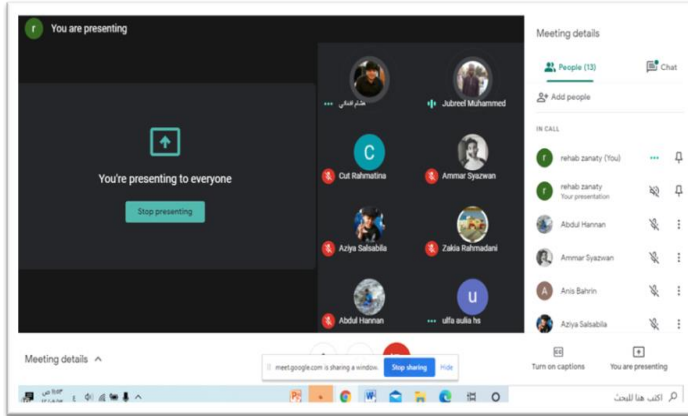 r You are presenting
You're presenting to everyone
Stop presenting
هشام القناني
Jubreel Muhammed
C
Cut Rahmatina
Ammar Syazwan
Aziya Salsabila
Zakia Rahmadani
Abdul Hannan
u
ulfa aulia hs
Meeting details
People (13)
Chat
Add people
IN CALL
r rehab zanaty (You)
r rehab zanaty
Your presentation
Abdul Hannan
Ammar Syazwan
A Anis Bahrin
Aziya Salsabila
Meeting details
meet.google.com is sharing a window.
Stop sharing
Hide
Turn on captions
You are presenting
اكتب هنا للبحث